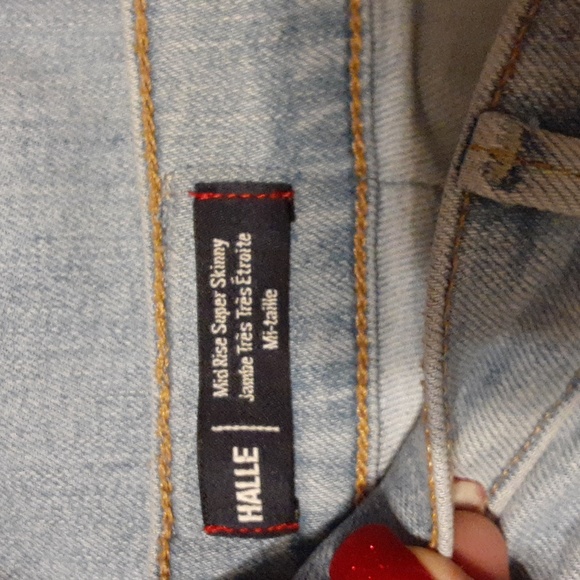 HALLE
Mid Rise Super Skinny
Jambe Très Très Étroite
Mi-taille